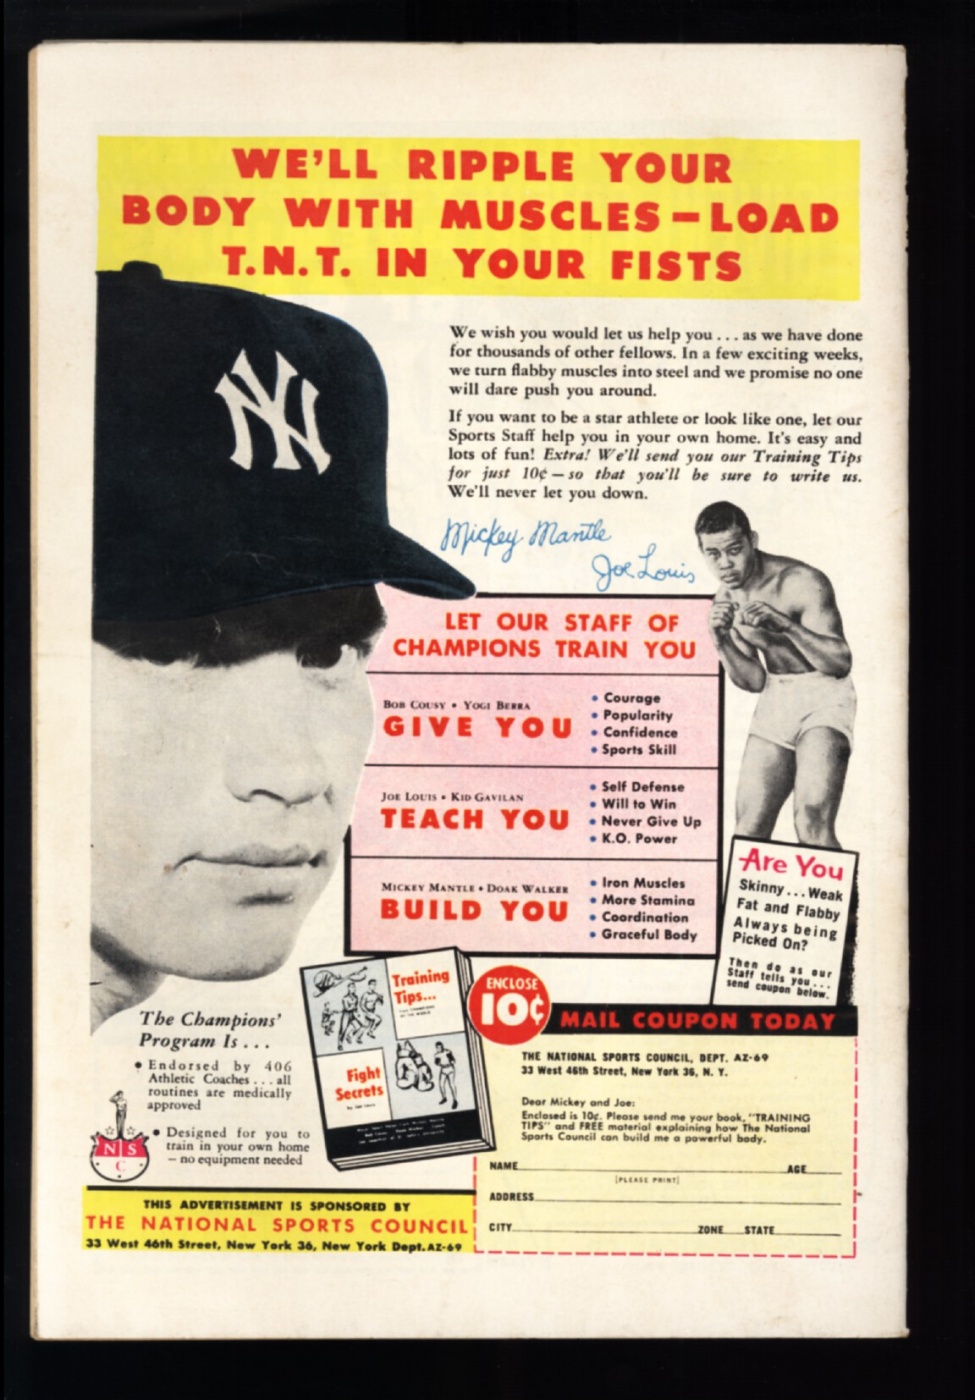 WE'LL RIPPLE YOUR
BODY WITH MUSCLES — LOAD
T.N.T. IN YOUR FISTS
NY
We wish you would let us help you . . . as we have done
for thousands of other fellows. In a few exciting weeks,
we turn flabby muscles into steel and we promise no one
will dare push you around.
If you want to be a star athlete or look like one, let our
Sports Staff help you in your own home. It's easy and
lots of fun! Extra! We'll send you our Training Tips
for just 10¢ — so that you'll be sure to write us.
We'll never let you down.
Mickey Mantle
Joe Louis
LET OUR STAFF OF
CHAMPIONS TRAIN YOU
BOB COUSY • YOGI BERRA
GIVE YOU
• Courage
• Popularity
• Confidence
• Sports Skill
JOE LOUIS • KID GAVILAN
TEACH YOU
• Self Defense
• Will to Win
• Never Give Up
• K.O. Power
MICKEY MANTLE • DOAK WALKER
BUILD YOU
• Iron Muscles
• More Stamina
• Coordination
• Graceful Body
Are You
Skinny . . . Weak
Fat and Flabby
Always being
Picked On?
Then do as our
Staff tells you . . .
send coupon below.
The Champions'
Program Is . . .
• Endorsed by 406
Athletic Coaches . . . all
routines are medically
approved
• Designed for you to
train in your own home
— no equipment needed
N S
C
Training
Tips...
Fight
Secrets
ENCLOSE
10¢
MAIL COUPON TODAY
THE NATIONAL SPORTS COUNCIL, DEPT. AZ-69
33 West 46th Street, New York 36, N. Y.
Dear Mickey and Joe:
Enclosed is 10¢. Please send me your book, "TRAINING
TIPS" and FREE material explaining how The National
Sports Council can build me a powerful body.
NAME AGE
[PLEASE PRINT]
ADDRESS
CITY ZONE STATE
THIS ADVERTISEMENT IS SPONSORED BY
THE NATIONAL SPORTS COUNCIL
33 West 46th Street, New York 36, New York Dept. AZ-69